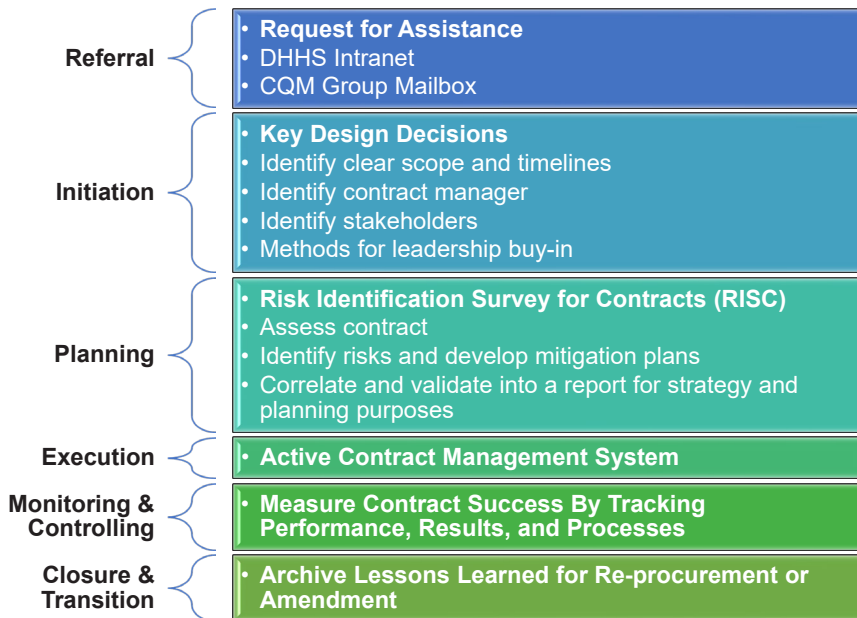 Referral
• Request for Assistance
• DHHS Intranet
• CQM Group Mailbox
Initiation
• Key Design Decisions
• Identify clear scope and timelines
• Identify contract manager
• Identify stakeholders
• Methods for leadership buy-in
Planning
• Risk Identification Survey for Contracts (RISC)
• Assess contract
• Identify risks and develop mitigation plans
• Correlate and validate into a report for strategy and
planning purposes
Execution
• Active Contract Management System
Monitoring &
Controlling
• Measure Contract Success By Tracking
Performance, Results, and Processes
Closure &
Transition
• Archive Lessons Learned for Re-procurement or
Amendment